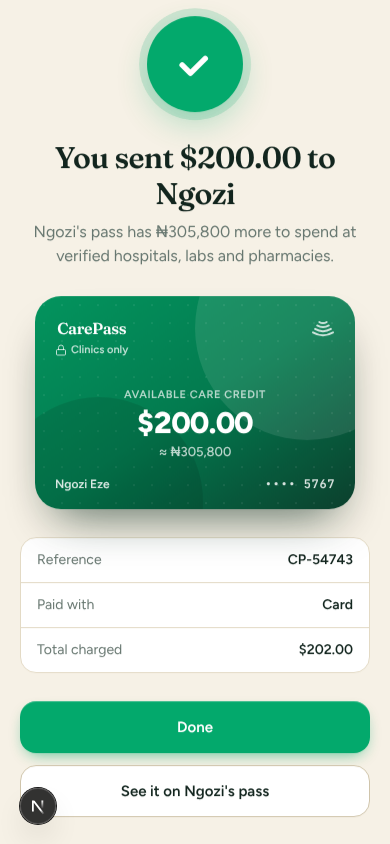 You sent $200.00 to
Ngozi
Ngozi's pass has ₦305,800 more to spend at
verified hospitals, labs and pharmacies.
CarePass
Clinics only
AVAILABLE CARE CREDIT
$200.00
≈ ₦305,800
Ngozi Eze
•••• 5767
Reference
CP-54743
Paid with
Card
Total charged
$202.00
Done
See it on Ngozi's pass
N